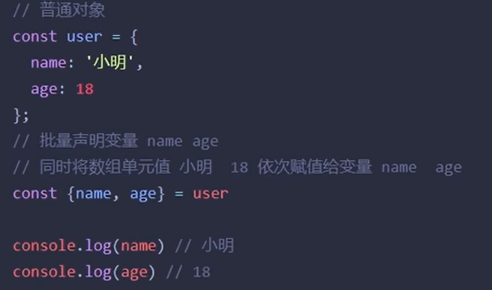 // 普通对象
const user = {
name: '小明',
age: 18
};
// 批量声明变量 name age
// 同时将数组单元值 小明  18 依次赋值给变量 name  age
const {name, age} = user
console.log(name) // 小明
console.log(age) // 18